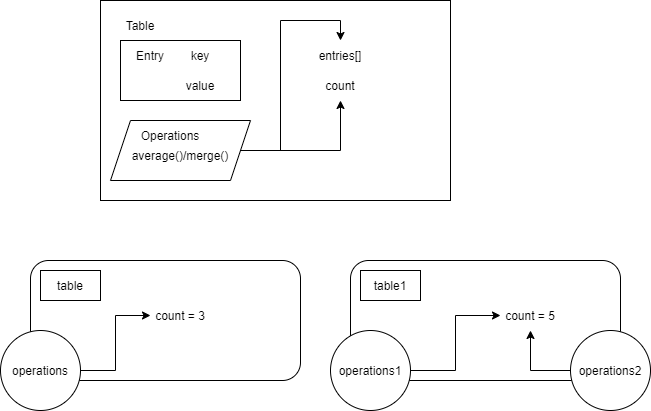 Table
Entry key
value
entries[]
count
Operations
average()/merge()
table
count = 3
operations
table1
count = 5
operations1
operations2